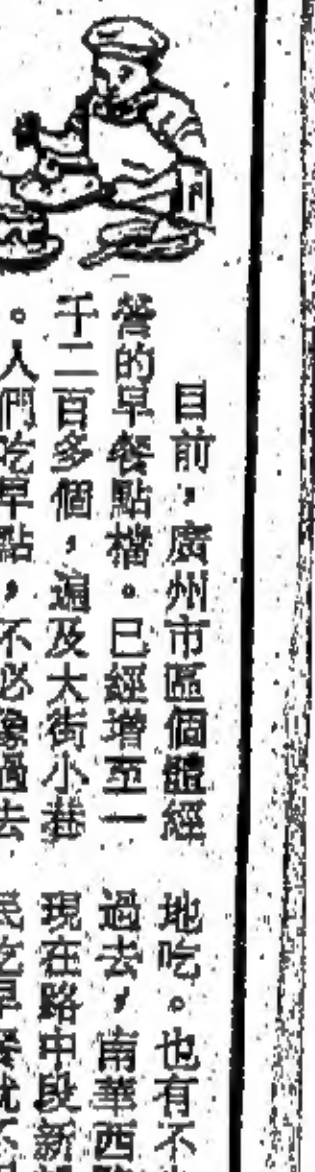 目前，廣州市區個體經
營的早餐點檔。已經增至一
千二百多個，遍及大街小巷
。人們吃早點，不必像過去
地吃。也有不
過去，南華西
現在路中段新
民吃早餐就不